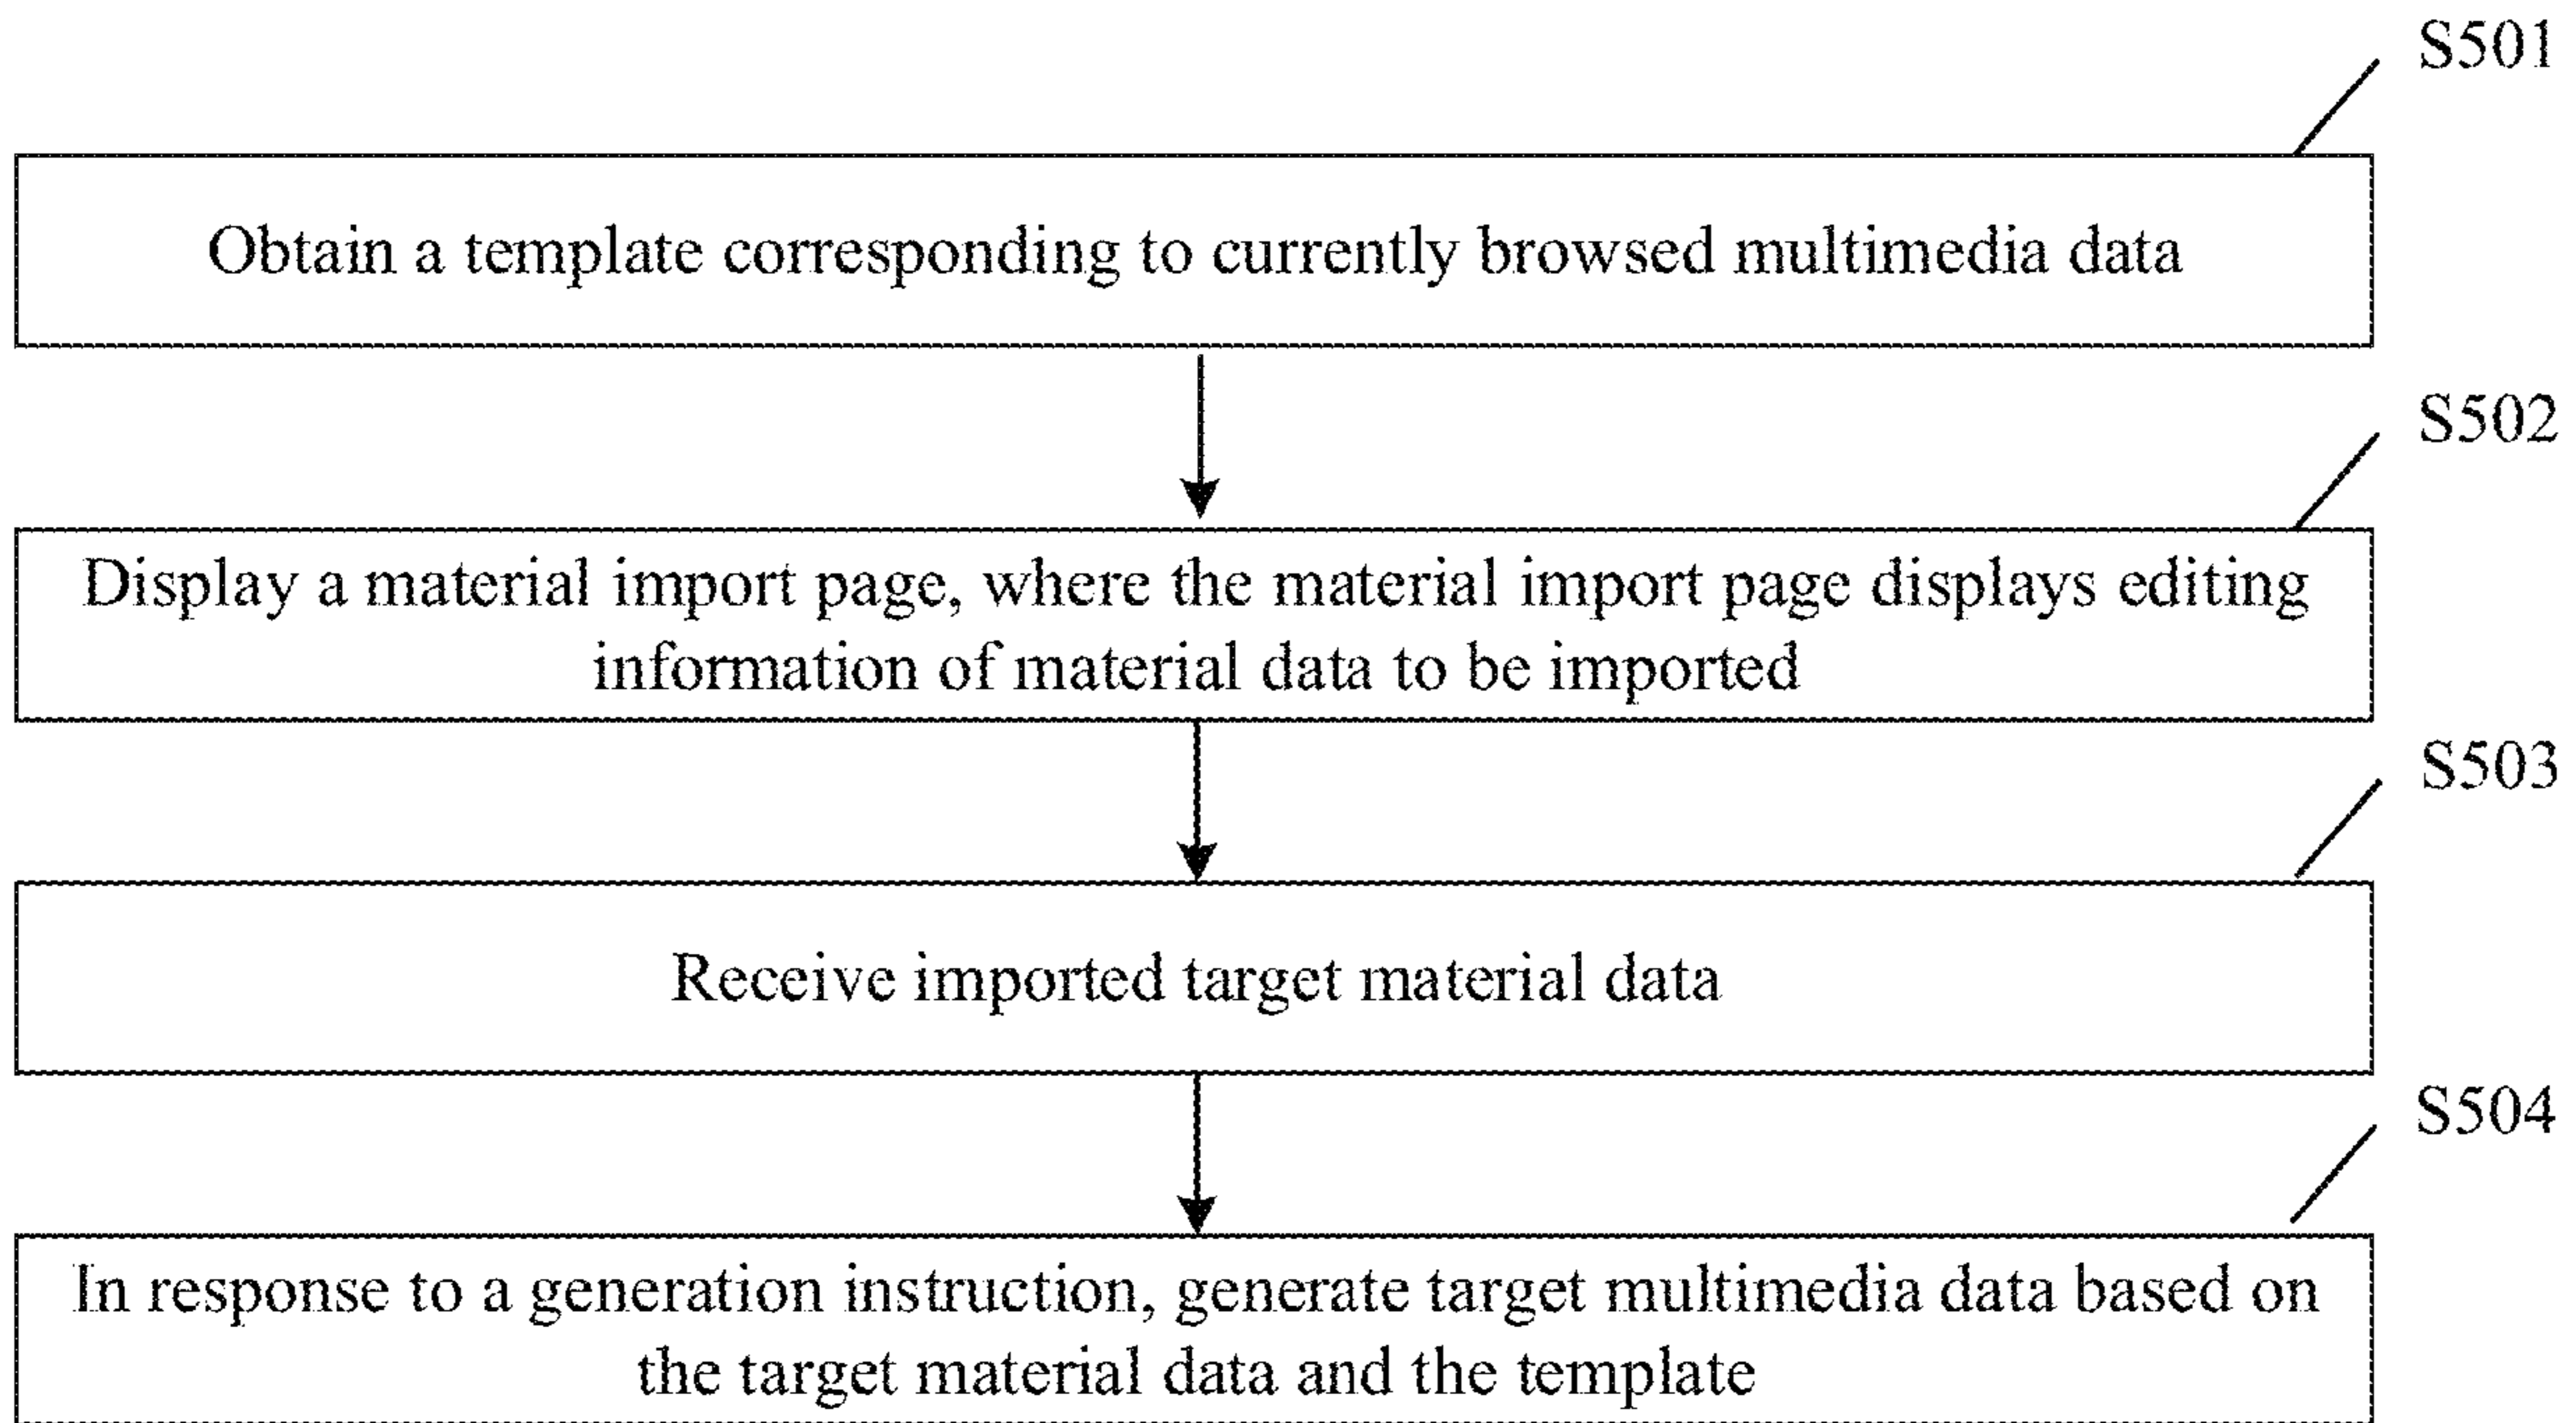 S501
Obtain a template corresponding to currently browsed multimedia data
S502
Display a material import page, where the material import page displays editing
information of material data to be imported
S503
Receive imported target material data
S504
In response to a generation instruction, generate target multimedia data based on
the target material data and the template